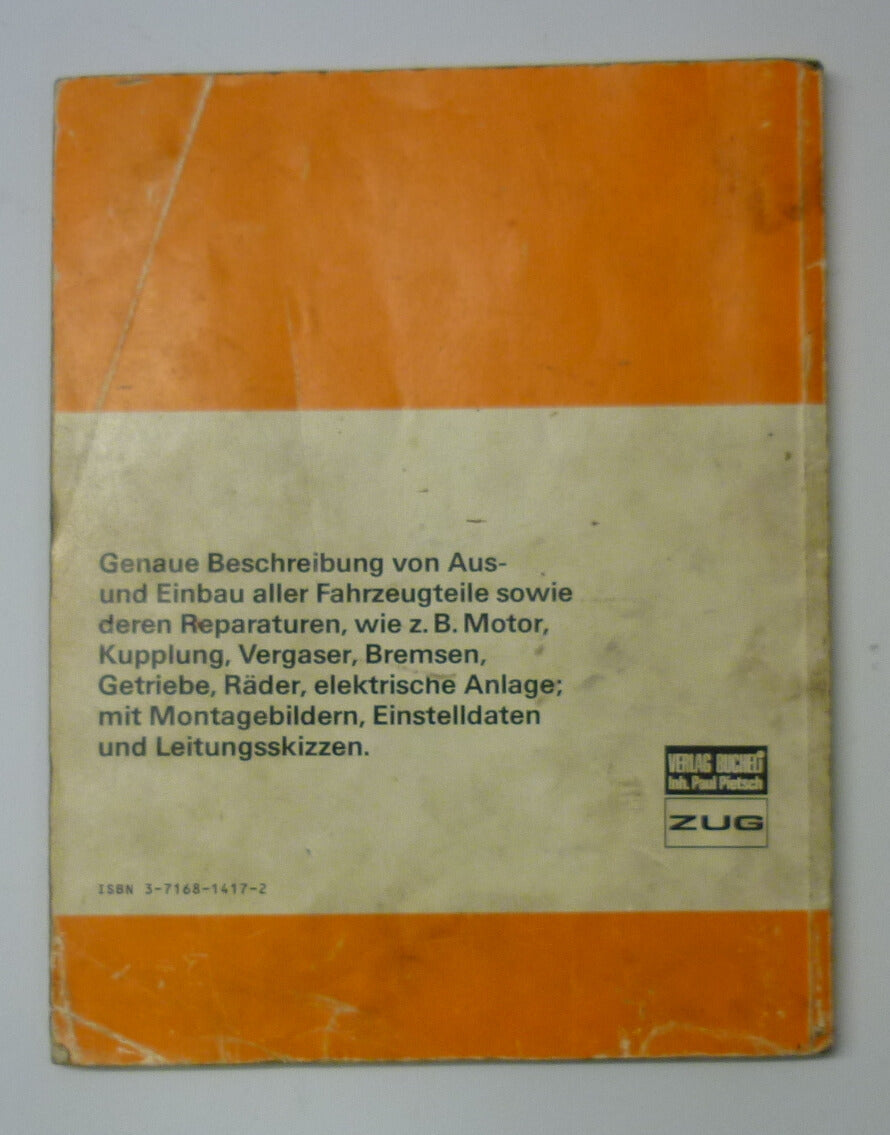 Genaue Beschreibung von Aus-
und Einbau aller Fahrzeugteile sowie
deren Reparaturen, wie z. B. Motor,
Kupplung, Vergaser, Bremsen,
Getriebe, Räder, elektrische Anlage;
mit Montagebildern, Einstelldaten
und Leitungsskizzen.
VERLAG BUCHELI
Inh. Paul Pietsch
ZUG
ISBN 3-7168-1417-2